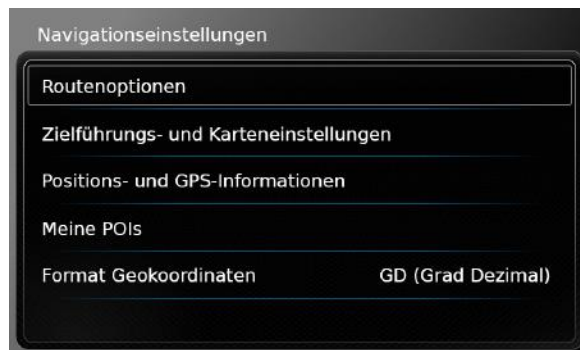 Navigationseinstellungen
Routenoptionen
Zielführungs- und Karteneinstellungen
Positions- und GPS-Informationen
Meine POIs
Format Geokoordinaten GD (Grad Dezimal)